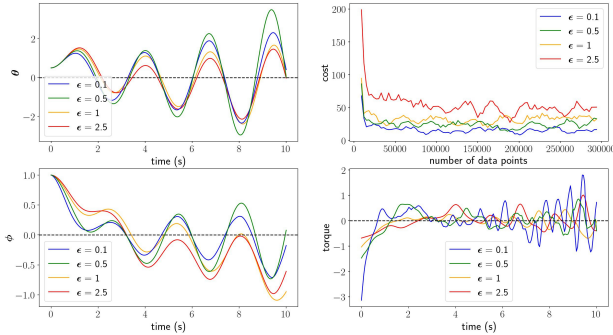 2
0
−2
θ
ϵ = 0.1
ϵ = 0.5
ϵ = 1
ϵ = 2.5
0 2 4 6 8 10
time (s)
200
150
100
50
0
cost
ϵ = 0.1
ϵ = 0.5
ϵ = 1
ϵ = 2.5
0 50000 100000 150000 200000 250000 300000
number of data points
1.0
0.5
0.0
−0.5
−1.0
ϕ
ϵ = 0.1
ϵ = 0.5
ϵ = 1
ϵ = 2.5
0 2 4 6 8 10
time (s)
2
1
0
−1
−2
−3
torque
ϵ = 0.1
ϵ = 0.5
ϵ = 1
ϵ = 2.5
0 2 4 6 8 10
time (s)